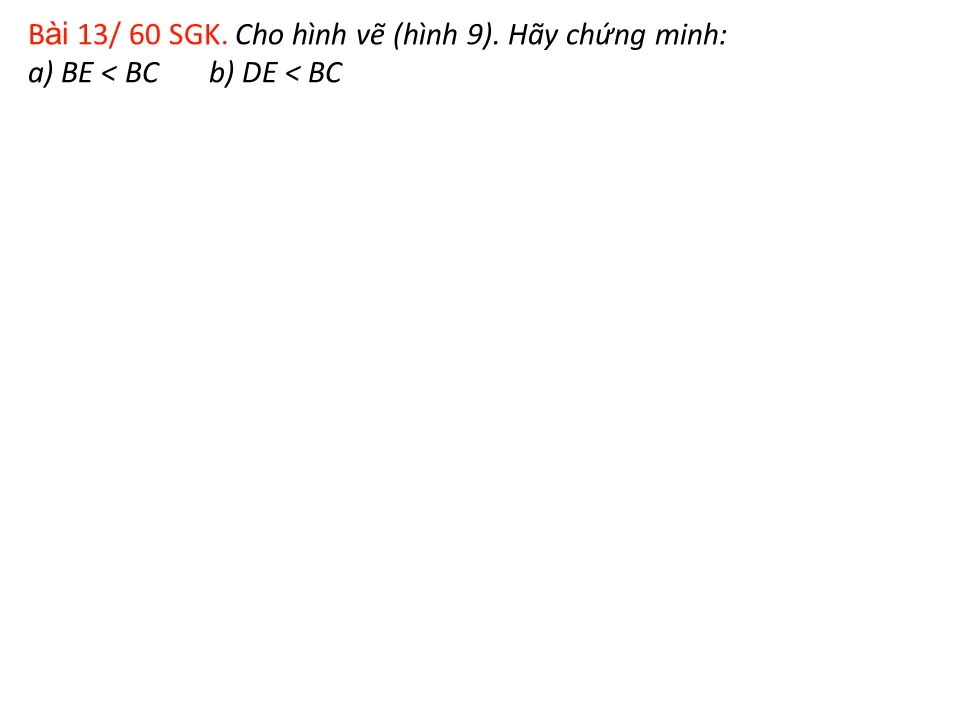 Bài 13/ 60 SGK. Cho hình vẽ (hình 9). Hãy chứng minh:
a) BE < BC b) DE < BC